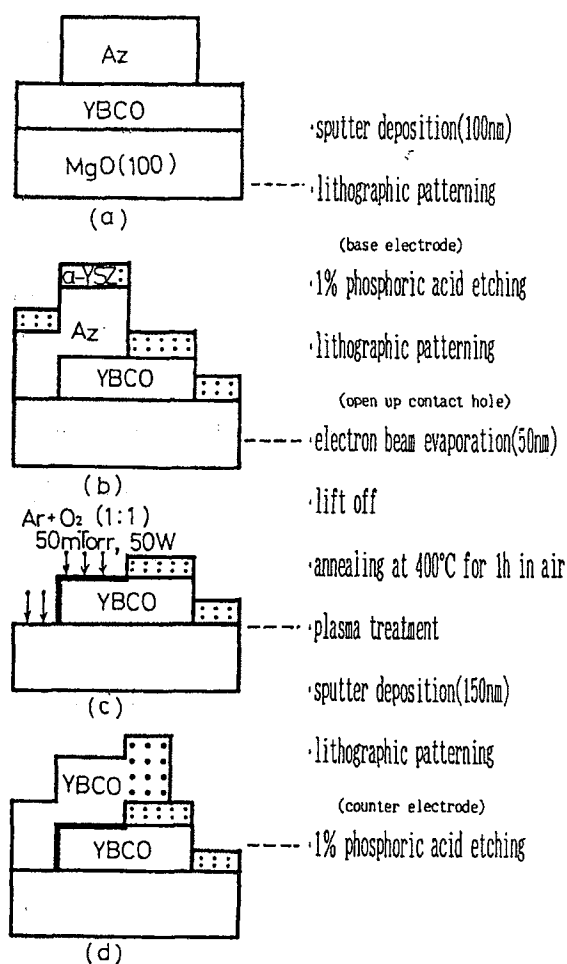 Az
YBCO
MgO(100)
(a)
·sputter deposition(100nm)
·lithographic patterning
(base electrode)
·1% phosphoric acid etching
·lithographic patterning
(open up contact hole)
·electron beam evaporation(50nm)
·lift off
·annealing at 400°C for 1h in air
·plasma treatment
·sputter deposition(150nm)
·lithographic patterning
(counter electrode)
·1% phosphoric acid etching
a-YSZ
Az
YBCO
(b)
Ar+O₂ (1:1)
50mTorr, 50W
YBCO
(c)
YBCO
YBCO
(d)